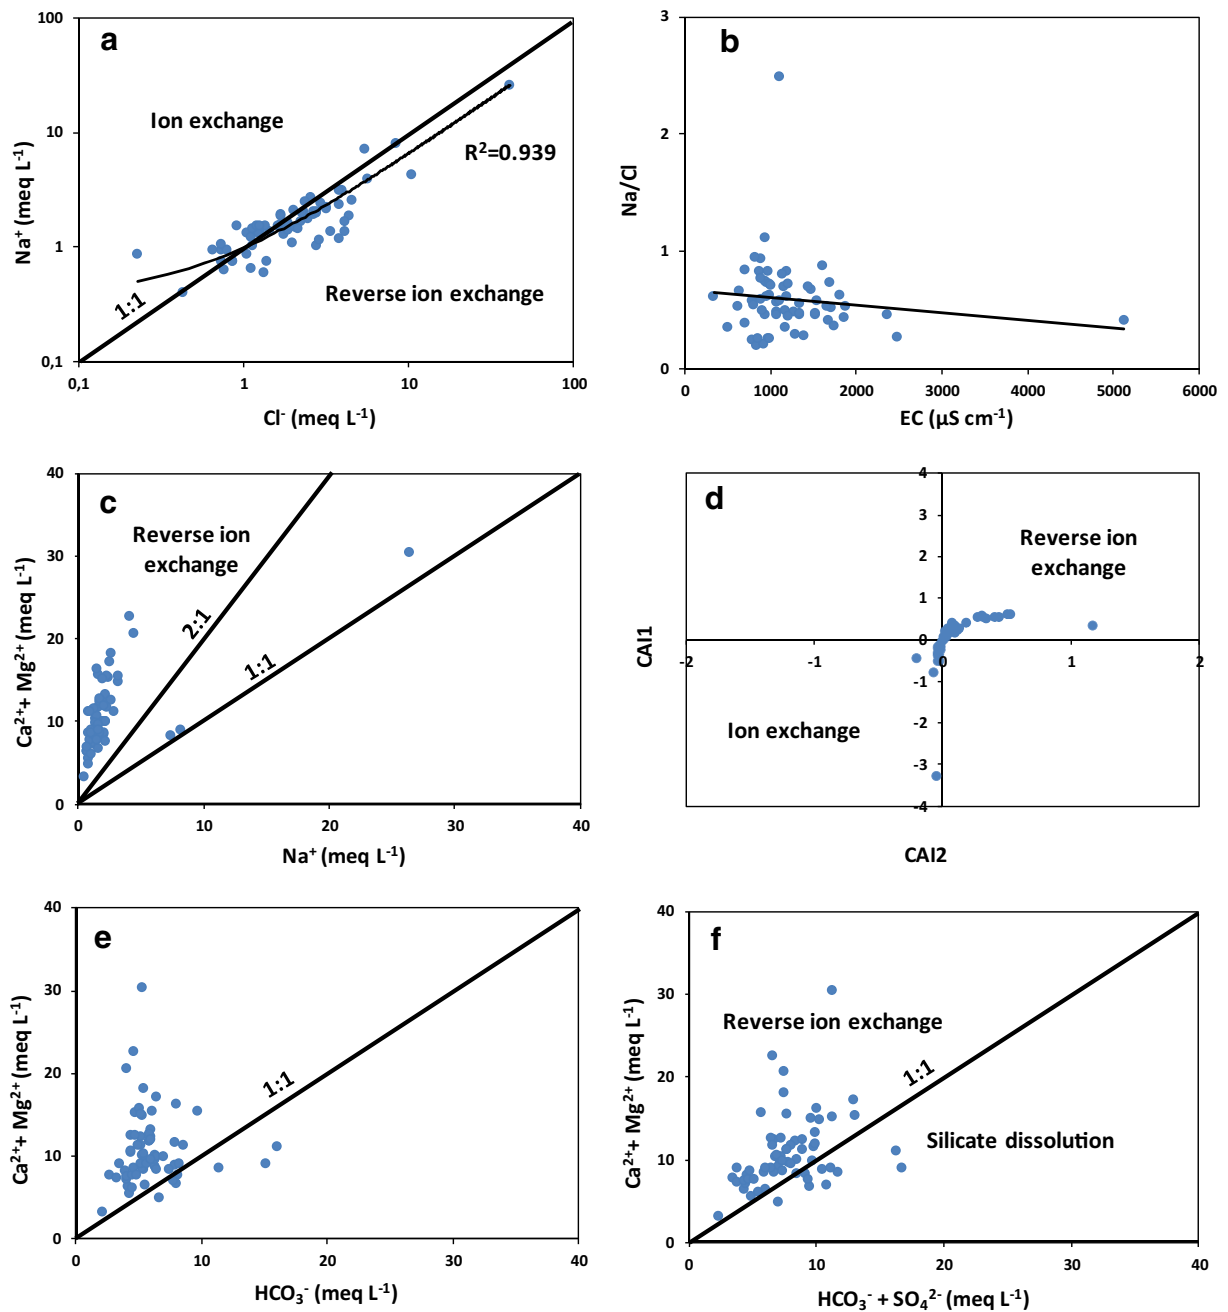 a
100
10
1
0,1
0,1
1
10
100
Na⁺ (meq L⁻¹)
Cl⁻ (meq L⁻¹)
Ion exchange
R²=0.939
Reverse ion exchange
1:1
b
3
2
1
0
0
1000
2000
3000
4000
5000
6000
Na/Cl
EC (µS cm⁻¹)
c
40
30
20
10
0
0
10
20
30
40
Ca²⁺+ Mg²⁺ (meq L⁻¹)
Na⁺ (meq L⁻¹)
Reverse ion
exchange
2:1
1:1
d
4
3
2
1
0
-1
-2
-3
-4
-2
-1
0
1
2
CAI1
CAI2
Reverse ion
exchange
Ion exchange
e
40
30
20
10
0
0
10
20
30
40
Ca²⁺+ Mg²⁺ (meq L⁻¹)
HCO₃⁻ (meq L⁻¹)
1:1
f
40
30
20
10
0
0
10
20
30
40
Ca²⁺+ Mg²⁺ (meq L⁻¹)
HCO₃⁻ + SO₄²⁻ (meq L⁻¹)
Reverse ion exchange
1:1
Silicate dissolution